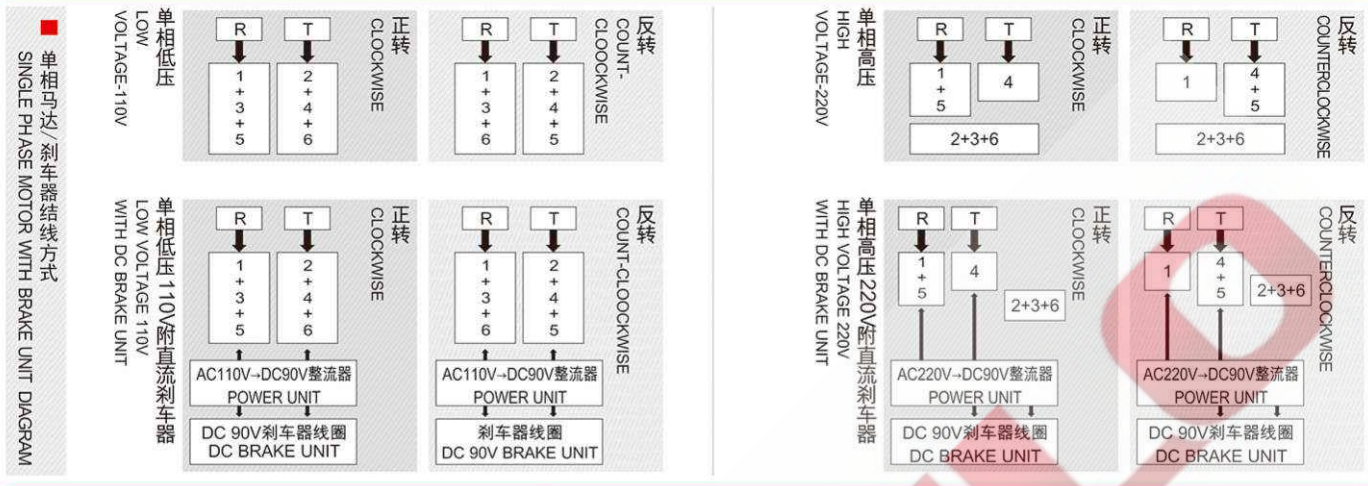 ■ 单相马达/刹车器结线方式
SINGLE PHASE MOTOR WITH BRAKE UNIT DIAGRAM
单相低压
LOW
VOLTAGE-110V
R
T
1
+
3
+
5
2
+
4
+
6
正转
CLOCKWISE
R
T
1
+
3
+
6
2
+
4
+
5
反转
COUNT-
CLOOCKWISE
单相高压
HIGH
VOLTAGE-220V
R
T
1
+
5
4
2+3+6
正转
CLOCKWISE
R
T
1
4
+
5
2+3+6
反转
COUNTERCLOCKWISE
单相低压110V附直流刹车器
LOW VOLTAGE 110V
WITH DC BRAKE UNIT
R
T
1
+
3
+
5
2
+
4
+
6
正转
CLOCKWISE
AC110V→DC90V整流器
POWER UNIT
DC 90V刹车器线圈
DC BRAKE UNIT
R
T
1
+
3
+
6
2
+
4
+
5
反转
COUNT-CLOOCKWISE
AC110V→DC90V整流器
POWER UNIT
刹车器线圈
DC 90V BRAKE UNIT
单相高压220V附直流刹车器
HIGH VOLTAGE 220V
WITH DC BRAKE UNIT
R
T
1
+
5
4
2+3+6
正转
CLOCKWISE
AC220V→DC90V整流器
POWER UNIT
DC 90V刹车器线圈
DC BRAKE UNIT
R
T
1
4
+
5
2+3+6
反转
COUNTERCLOCKWISE
AC220V→DC90V整流器
POWER UNIT
DC 90V刹车器线圈
DC BRAKE UNIT